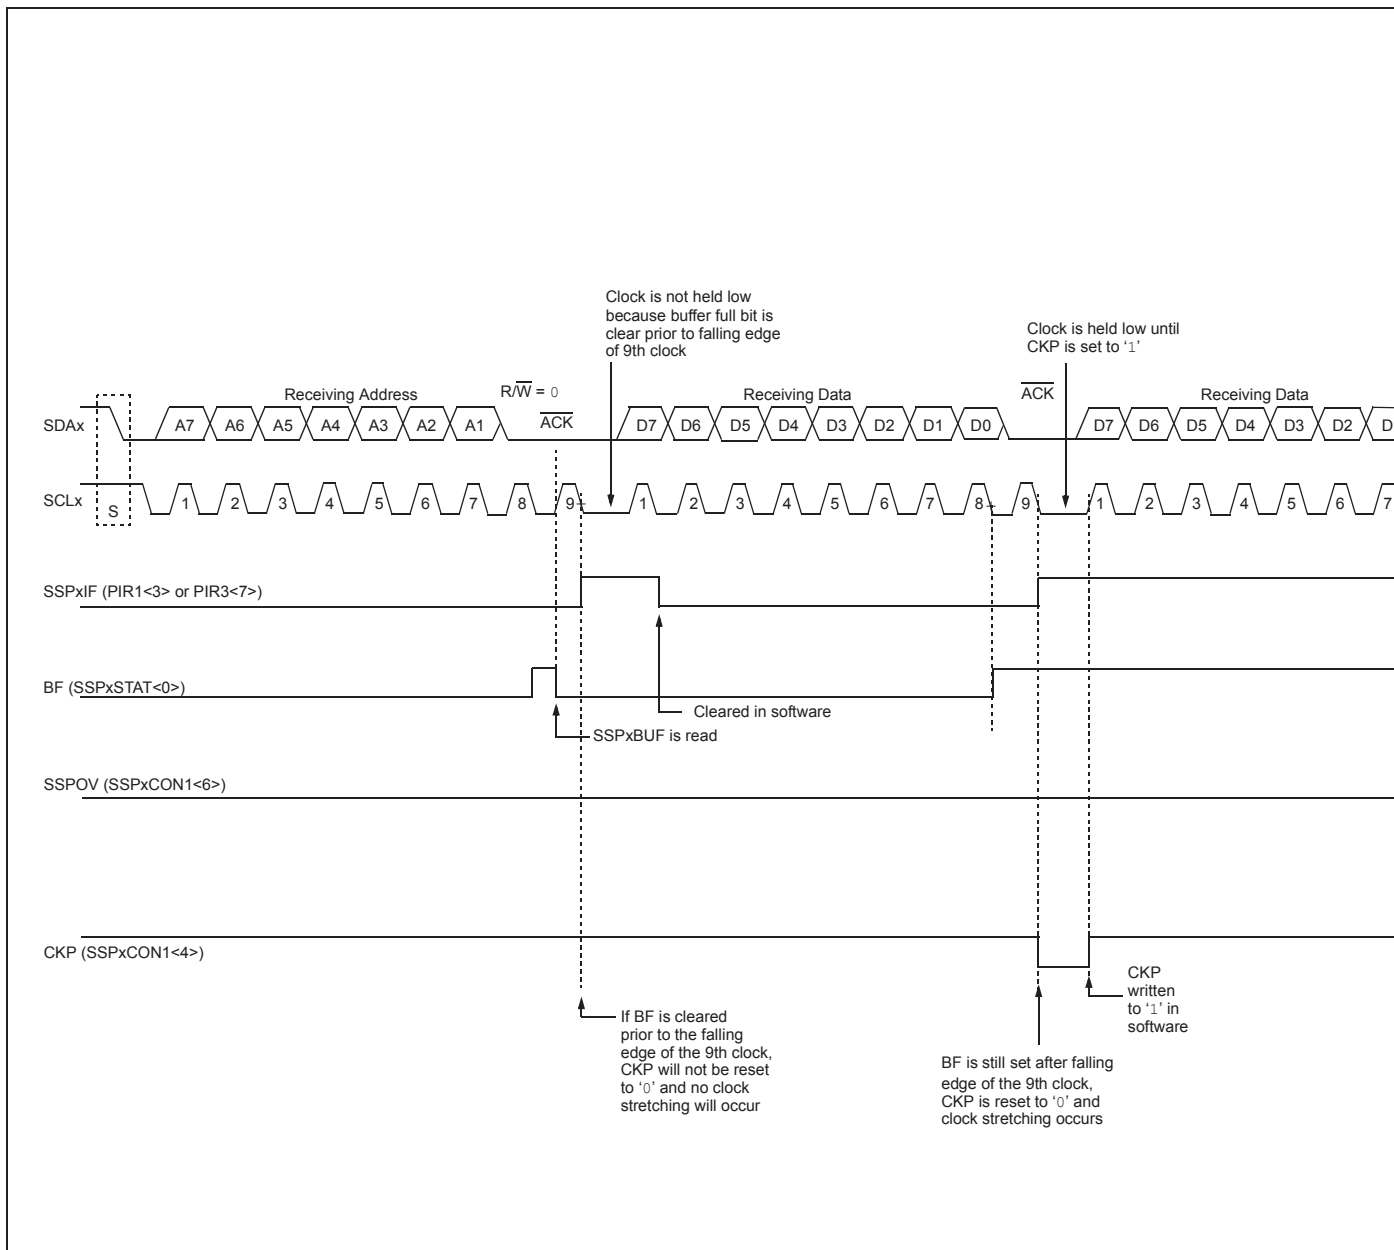 Clock is not held low
because buffer full bit is
clear prior to falling edge
of 9th clock
Clock is held low until
CKP is set to ‘1’
Receiving Address
R/W = 0
ACK
Receiving Data
ACK
Receiving Data
SDAx
A7 A6 A5 A4 A3 A2 A1
D7 D6 D5 D4 D3 D2 D1 D0
D7 D6 D5 D4 D3 D2 D
SCLx
S
1 2 3 4 5 6 7 8 9
1 2 3 4 5 6 7 8 9
1 2 3 4 5 6 7
SSPxIF (PIR1<3> or PIR3<7>)
BF (SSPxSTAT<0>)
Cleared in software
SSPxBUF is read
SSPOV (SSPxCON1<6>)
CKP (SSPxCON1<4>)
CKP
written
to ‘1’ in
software
If BF is cleared
prior to the falling
edge of the 9th clock,
CKP will not be reset
to ‘0’ and no clock
stretching will occur
BF is still set after falling
edge of the 9th clock,
CKP is reset to ‘0’ and
clock stretching occurs